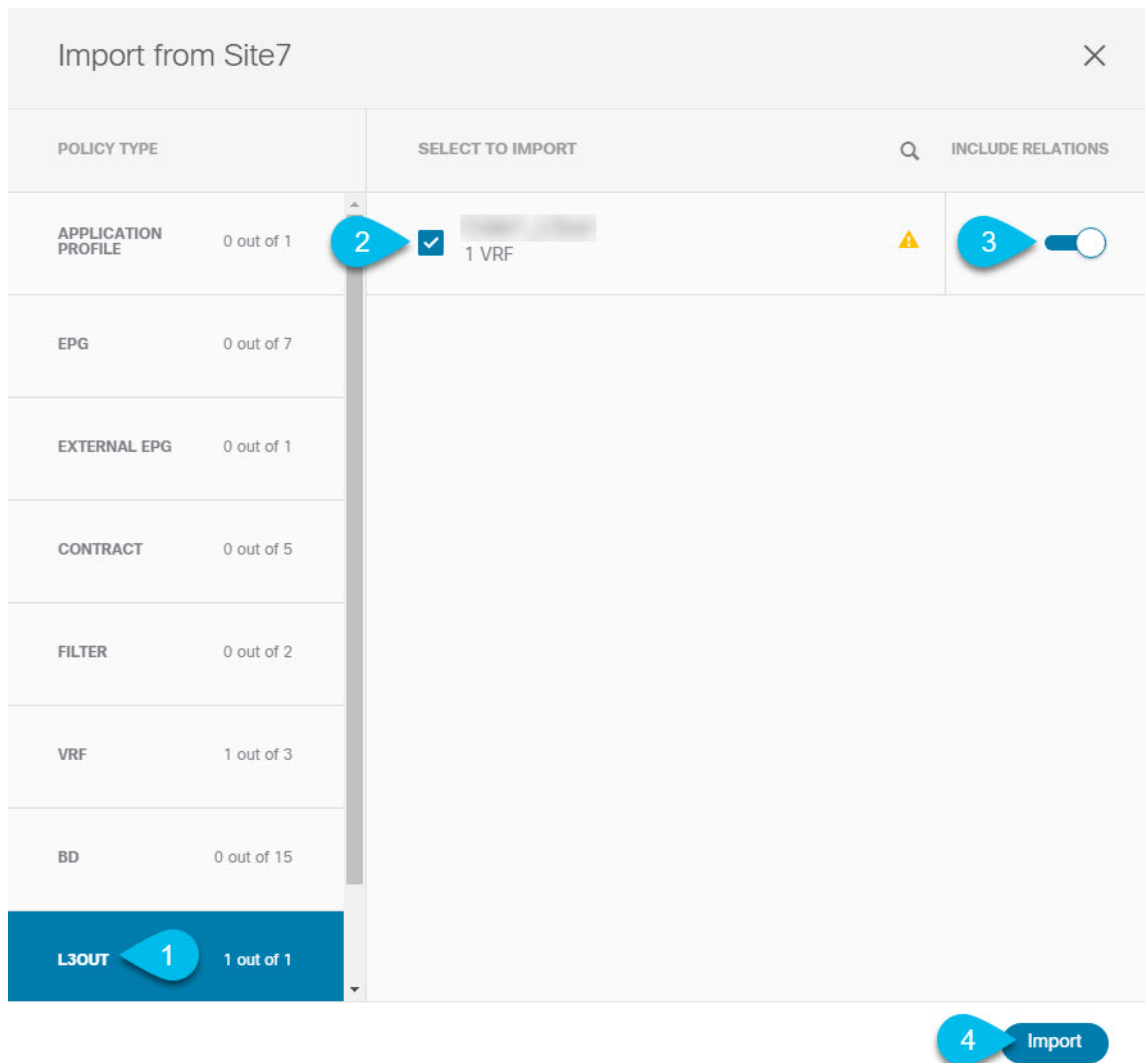 Import from Site7
POLICY TYPE
SELECT TO IMPORT
INCLUDE RELATIONS
APPLICATION PROFILE
0 out of 1
2
1 VRF
3
EPG
0 out of 7
EXTERNAL EPG
0 out of 1
CONTRACT
0 out of 5
FILTER
0 out of 2
VRF
1 out of 3
BD
0 out of 15
L3OUT
1
1 out of 1
4
Import